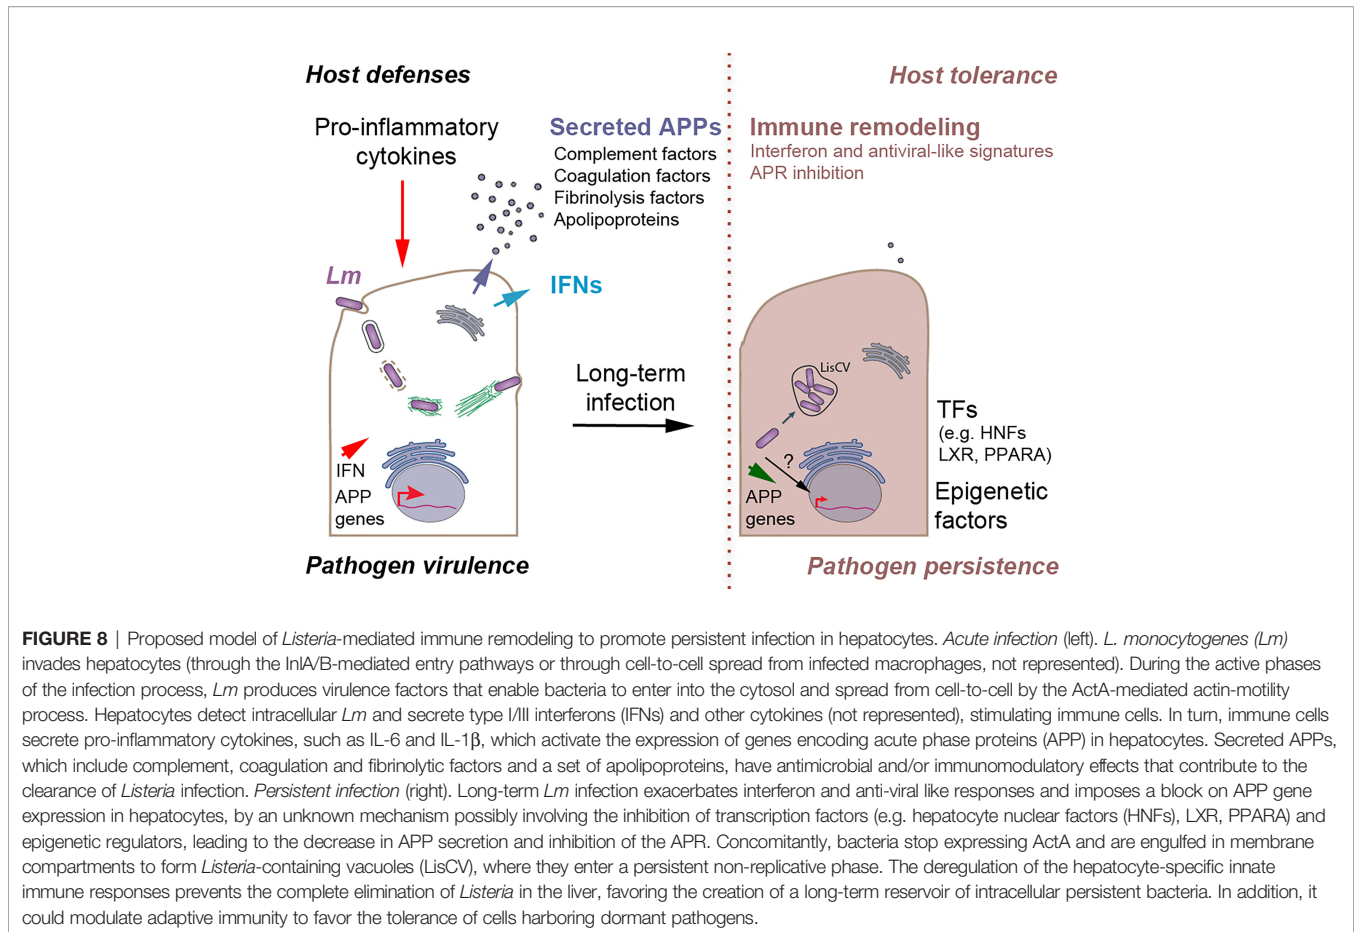 Host defenses
Host tolerance
Pro-inflammatory
cytokines
Secreted APPs
Complement factors
Coagulation factors
Fibrinolysis factors
Apolipoproteins
Immune remodeling
Interferon and antiviral-like signatures
APR inhibition
Lm
IFNs
Long-term
infection
LisCV
TFs
(e.g. HNFs
LXR, PPARA)
Epigenetic
factors
IFN
APP
genes
?
APP
genes
Pathogen virulence
Pathogen persistence
FIGURE 8 | Proposed model of Listeria-mediated immune remodeling to promote persistent infection in hepatocytes. Acute infection (left). L. monocytogenes (Lm)
invades hepatocytes (through the InlA/B-mediated entry pathways or through cell-to-cell spread from infected macrophages, not represented). During the active phases
of the infection process, Lm produces virulence factors that enable bacteria to enter into the cytosol and spread from cell-to-cell by the ActA-mediated actin-motility
process. Hepatocytes detect intracellular Lm and secrete type I/III interferons (IFNs) and other cytokines (not represented), stimulating immune cells. In turn, immune cells
secrete pro-inflammatory cytokines, such as IL-6 and IL-1β, which activate the expression of genes encoding acute phase proteins (APP) in hepatocytes. Secreted APPs,
which include complement, coagulation and fibrinolytic factors and a set of apolipoproteins, have antimicrobial and/or immunomodulatory effects that contribute to the
clearance of Listeria infection. Persistent infection (right). Long-term Lm infection exacerbates interferon and anti-viral like responses and imposes a block on APP gene
expression in hepatocytes, by an unknown mechanism possibly involving the inhibition of transcription factors (e.g. hepatocyte nuclear factors (HNFs), LXR, PPARA) and
epigenetic regulators, leading to the decrease in APP secretion and inhibition of the APR. Concomitantly, bacteria stop expressing ActA and are engulfed in membrane
compartments to form Listeria-containing vacuoles (LisCV), where they enter a persistent non-replicative phase. The deregulation of the hepatocyte-specific innate
immune responses prevents the complete elimination of Listeria in the liver, favoring the creation of a long-term reservoir of intracellular persistent bacteria. In addition, it
could modulate adaptive immunity to favor the tolerance of cells harboring dormant pathogens.